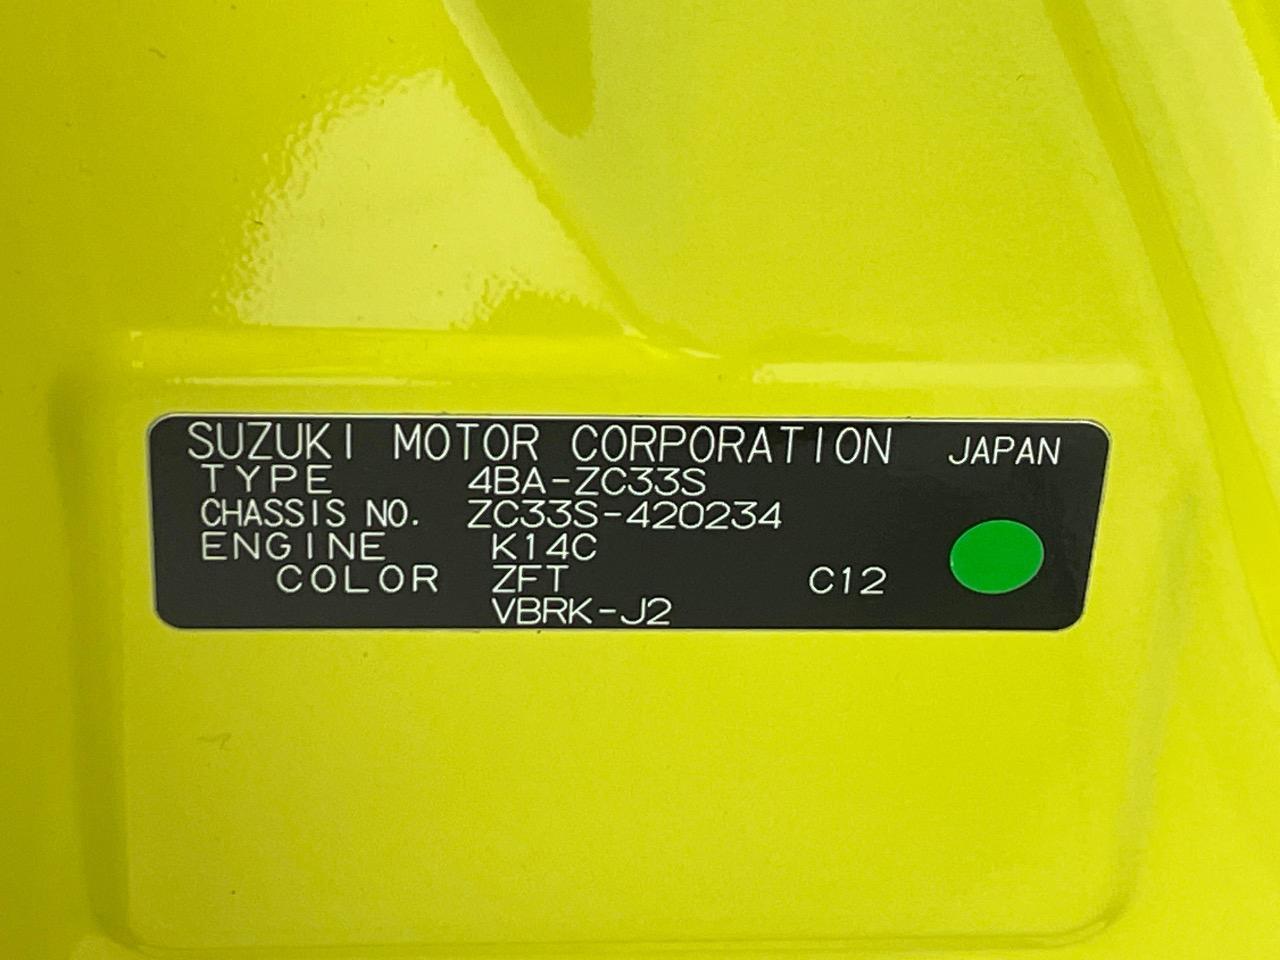 SUZUKI MOTOR CORPORATION JAPAN
TYPE 4BA-ZC33S
CHASSIS NO. ZC33S-420234
ENGINE K14C
COLOR ZFT C12
VBRK-J2